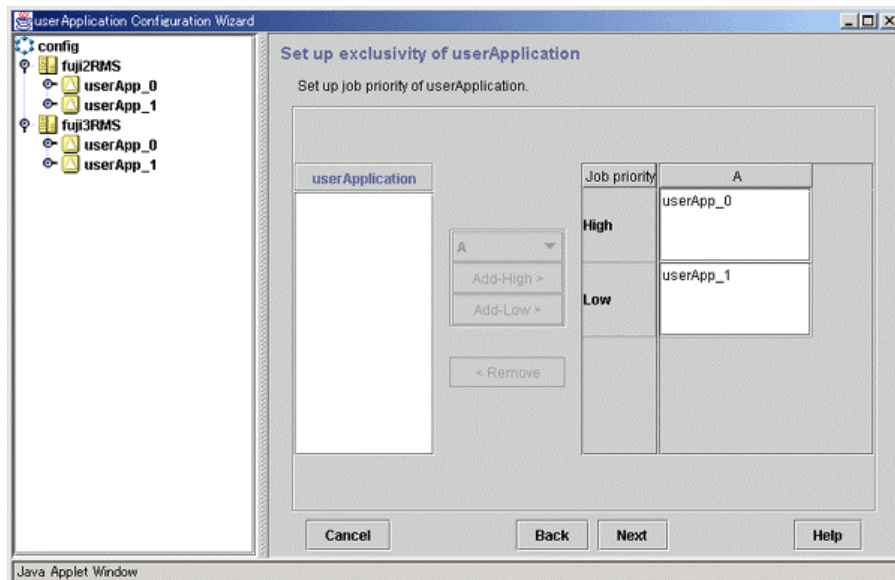 userApplication Configuration Wizard
config
fuji2RMS
userApp_0
userApp_1
fuji3RMS
userApp_0
userApp_1
Set up exclusivity of userApplication
Set up job priority of userApplication.
userApplication
A
Add-High >
Add-Low >
< Remove
Job priority A
High userApp_0
Low userApp_1
Cancel Back Next Help
Java Applet Window